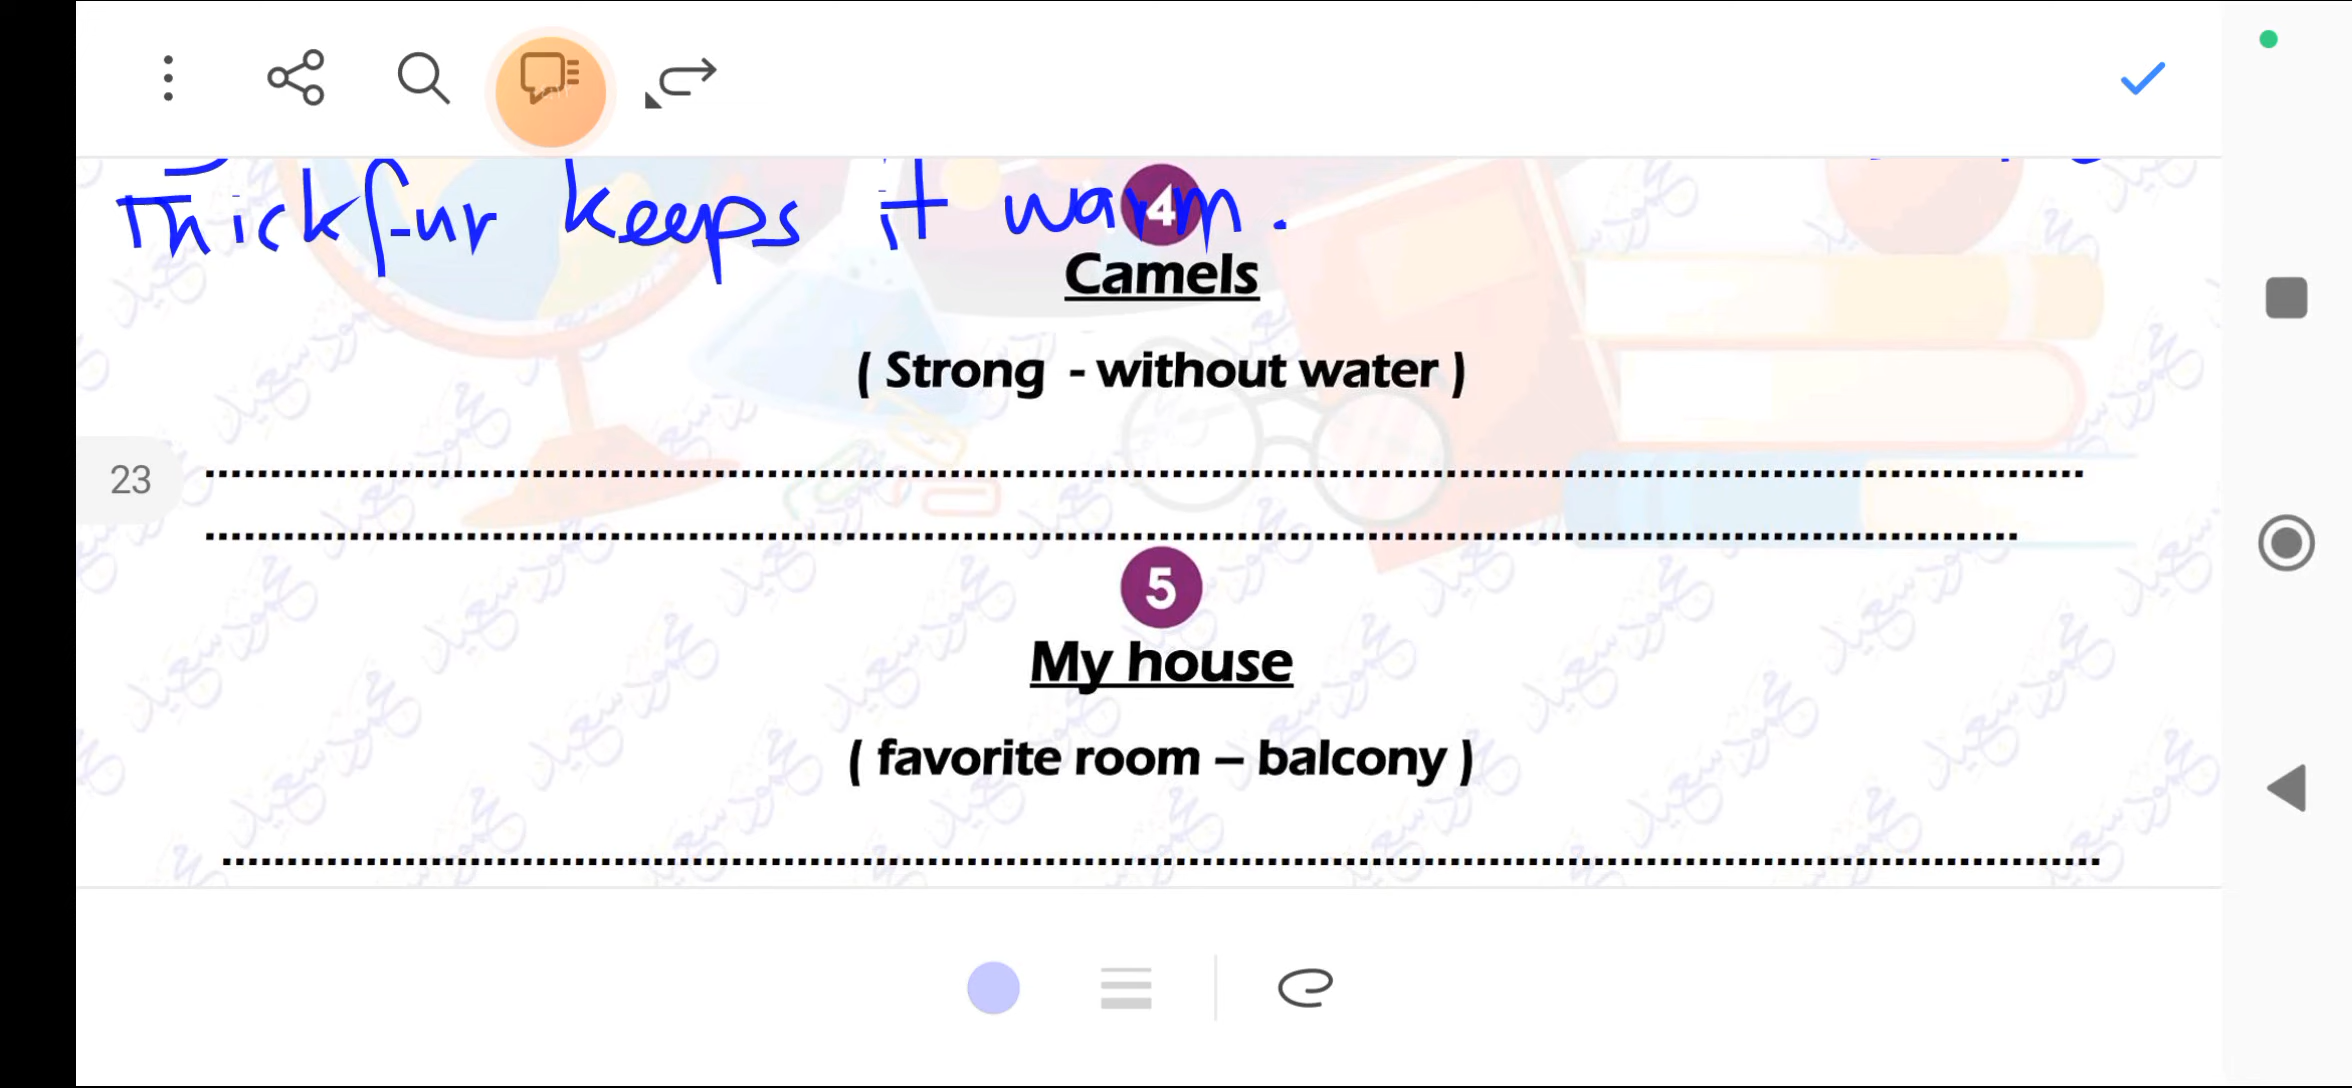 Thick fur keeps it warm.
4
Camels
( Strong - without water )
23
5
My house
( favorite room – balcony )